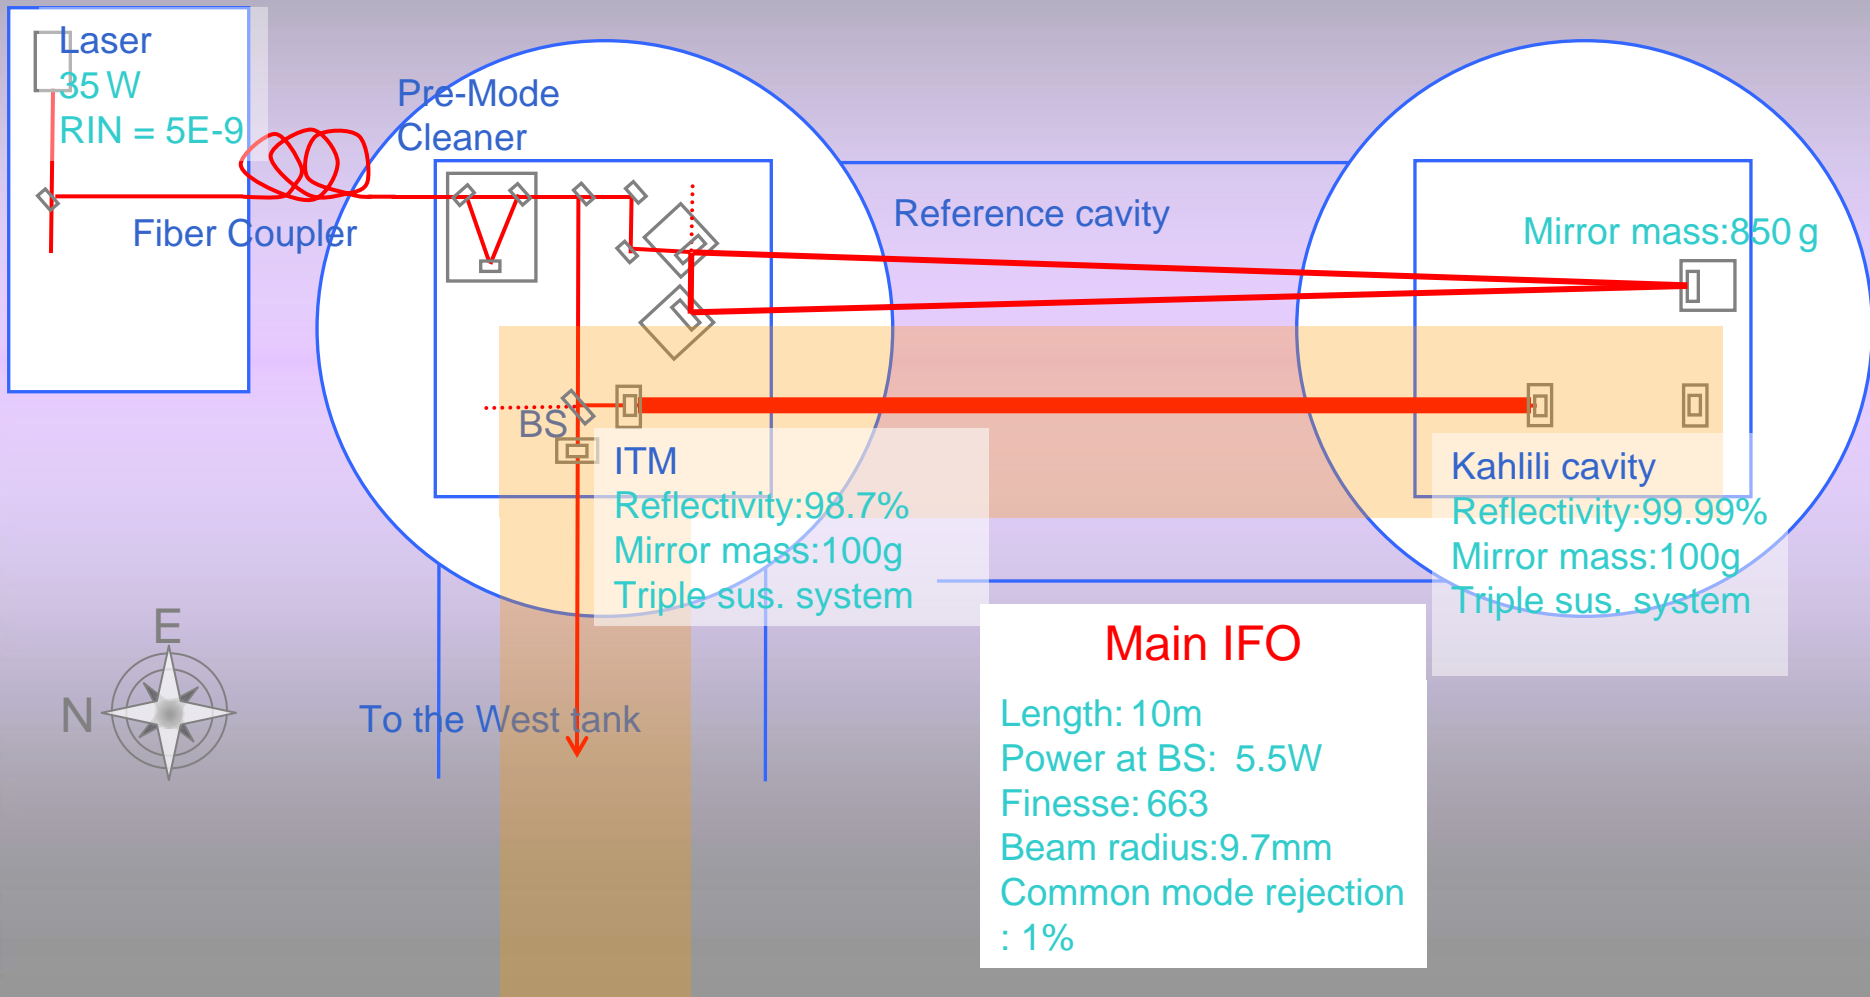 Laser
35 W
RIN = 5E-9
Pre-Mode
Cleaner
Fiber Coupler
Reference cavity
Mirror mass:850 g
BS
ITM
Reflectivity:98.7%
Mirror mass:100g
Triple sus. system
Kahlili cavity
Reflectivity:99.99%
Mirror mass:100g
Triple sus. system
E
N
To the West tank
Main IFO
Length: 10m
Power at BS: 5.5W
Finesse: 663
Beam radius:9.7mm
Common mode rejection
: 1%